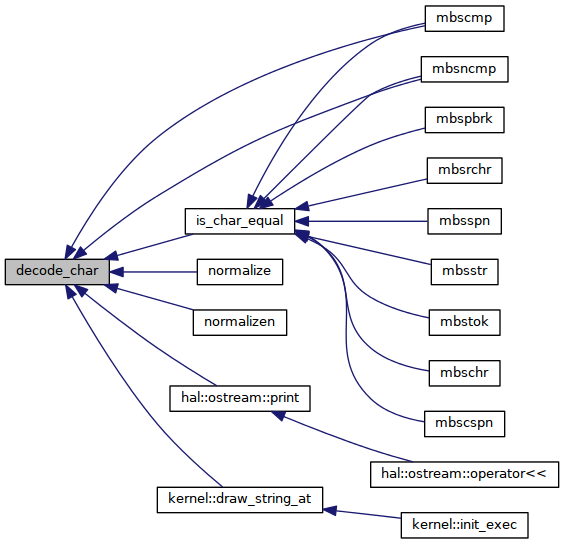 mbscmp
mbsncmp
mbspbrk
mbsrchr
is_char_equal
mbsspn
decode_char
normalize
mbsstr
normalizen
mbstok
mbschr
hal::ostream::print
mbscspn
hal::ostream::operator<<
kernel::draw_string_at
kernel::init_exec